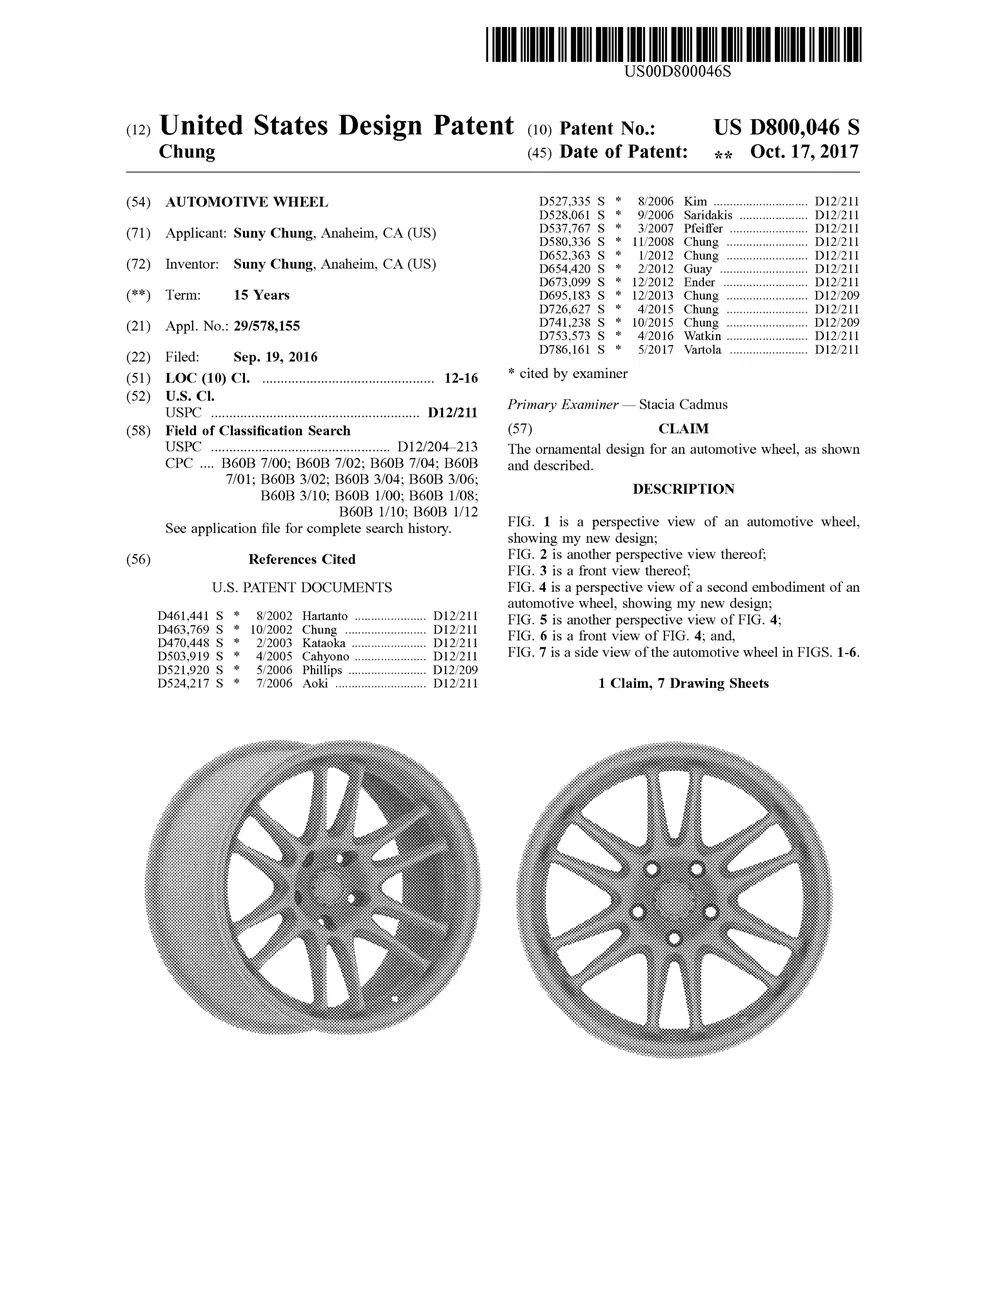 US00D800046S
(12) United States Design Patent
Chung
(10) Patent No.: US D800,046 S
(45) Date of Patent: ** Oct. 17, 2017
(54) AUTOMOTIVE WHEEL
(71) Applicant: Suny Chung, Anaheim, CA (US)
(72) Inventor: Suny Chung, Anaheim, CA (US)
(**) Term: 15 Years
(21) Appl. No.: 29/578,155
(22) Filed: Sep. 19, 2016
(51) LOC (10) Cl. ............................................... 12-16
(52) U.S. Cl.
USPC ......................................................... D12/211
(58) Field of Classification Search
USPC ................................................. D12/204–213
CPC .... B60B 7/00; B60B 7/02; B60B 7/04; B60B
7/01; B60B 3/02; B60B 3/04; B60B 3/06;
B60B 3/10; B60B 1/00; B60B 1/08;
B60B 1/10; B60B 1/12
See application file for complete search history.
(56) References Cited
U.S. PATENT DOCUMENTS
D461,441 S * 8/2002 Hartanto ...................... D12/211
D463,769 S * 10/2002 Chung ......................... D12/211
D470,448 S * 2/2003 Kataoka ....................... D12/211
D503,919 S * 4/2005 Cahyono ...................... D12/211
D521,920 S * 5/2006 Phillips ........................ D12/209
D524,217 S * 7/2006 Aoki ............................ D12/211
D527,335 S * 8/2006 Kim ............................. D12/211
D528,061 S * 9/2006 Saridakis ..................... D12/211
D537,767 S * 3/2007 Pfeiffer ........................ D12/211
D580,336 S * 11/2008 Chung ......................... D12/211
D652,363 S * 1/2012 Chung ......................... D12/211
D654,420 S * 2/2012 Guay ........................... D12/211
D673,099 S * 12/2012 Ender .......................... D12/211
D695,183 S * 12/2013 Chung ......................... D12/209
D726,627 S * 4/2015 Chung ......................... D12/211
D741,238 S * 10/2015 Chung ......................... D12/209
D753,573 S * 4/2016 Watkin ......................... D12/211
D786,161 S * 5/2017 Vartola ........................ D12/211
* cited by examiner
Primary Examiner — Stacia Cadmus
(57) CLAIM
The ornamental design for an automotive wheel, as shown
and described.
DESCRIPTION
FIG. 1 is a perspective view of an automotive wheel,
showing my new design;
FIG. 2 is another perspective view thereof;
FIG. 3 is a front view thereof;
FIG. 4 is a perspective view of a second embodiment of an
automotive wheel, showing my new design;
FIG. 5 is another perspective view of FIG. 4;
FIG. 6 is a front view of FIG. 4; and,
FIG. 7 is a side view of the automotive wheel in FIGS. 1-6.
1 Claim, 7 Drawing Sheets